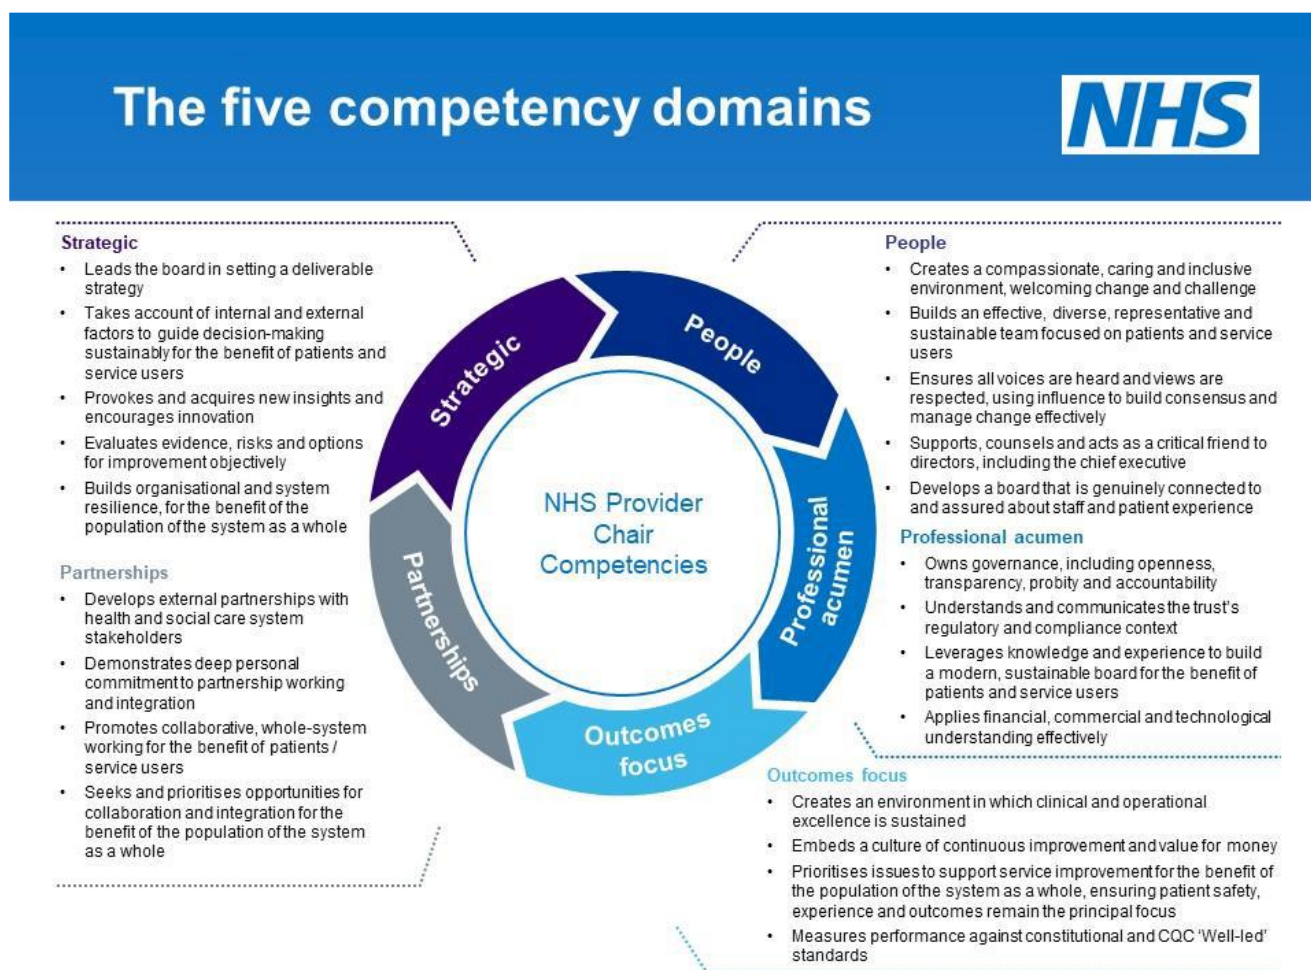 The five competency domains
NHS
Strategic
• Leads the board in setting a deliverable
strategy
• Takes account of internal and external
factors to guide decision-making
sustainably for the benefit of patients and
service users
• Provokes and acquires new insights and
encourages innovation
• Evaluates evidence, risks and options
for improvement objectively
• Builds organisational and system
resilience, for the benefit of the
population of the system as a whole
Partnerships
• Develops external partnerships with
health and social care system
stakeholders
• Demonstrates deep personal
commitment to partnership working
and integration
• Promotes collaborative, whole-system
working for the benefit of patients /
service users
• Seeks and prioritises opportunities for
collaboration and integration for the
benefit of the population of the system
as a whole
Strategic
People
Professional
acumen
Outcomes
focus
Partnerships
NHS Provider
Chair
Competencies
People
• Creates a compassionate, caring and inclusive
environment, welcoming change and challenge
• Builds an effective, diverse, representative and
sustainable team focused on patients and service
users
• Ensures all voices are heard and views are
respected, using influence to build consensus and
manage change effectively
• Supports, counsels and acts as a critical friend to
directors, including the chief executive
• Develops a board that is genuinely connected to
and assured about staff and patient experience
Professional acumen
• Owns governance, including openness,
transparency, probity and accountability
• Understands and communicates the trust's
regulatory and compliance context
• Leverages knowledge and experience to build
a modern, sustainable board for the benefit of
patients and service users
• Applies financial, commercial and technological
understanding effectively
Outcomes focus
• Creates an environment in which clinical and operational
excellence is sustained
• Embeds a culture of continuous improvement and value for money
• Prioritises issues to support service improvement for the benefit of
the population of the system as a whole, ensuring patient safety,
experience and outcomes remain the principal focus
• Measures performance against constitutional and CQC 'Well-led'
standards